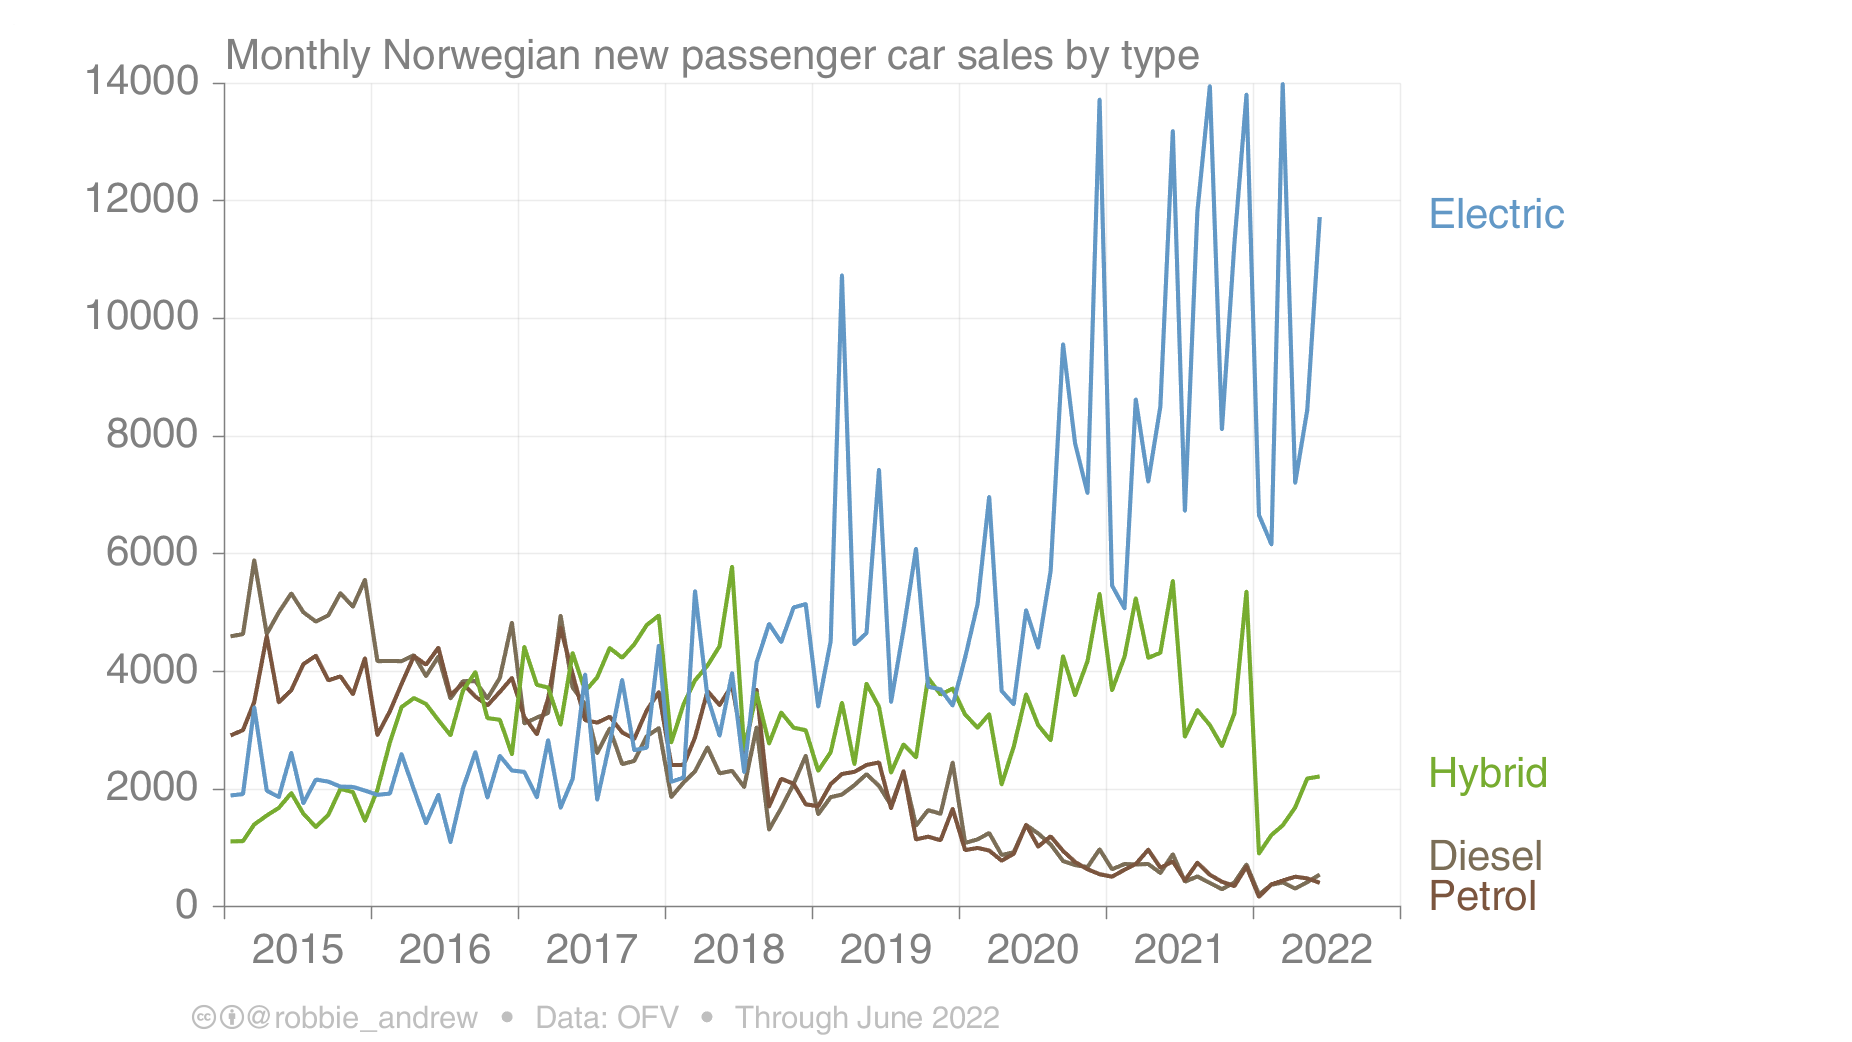 Monthly Norwegian new passenger car sales by type
14000
12000
Electric
10000
8000
6000
4000
2000
Hybrid
Diesel
Petrol
0
2015 2016 2017 2018 2019 2020 2021 2022
cc @robbie_andrew • Data: OFV • Through June 2022